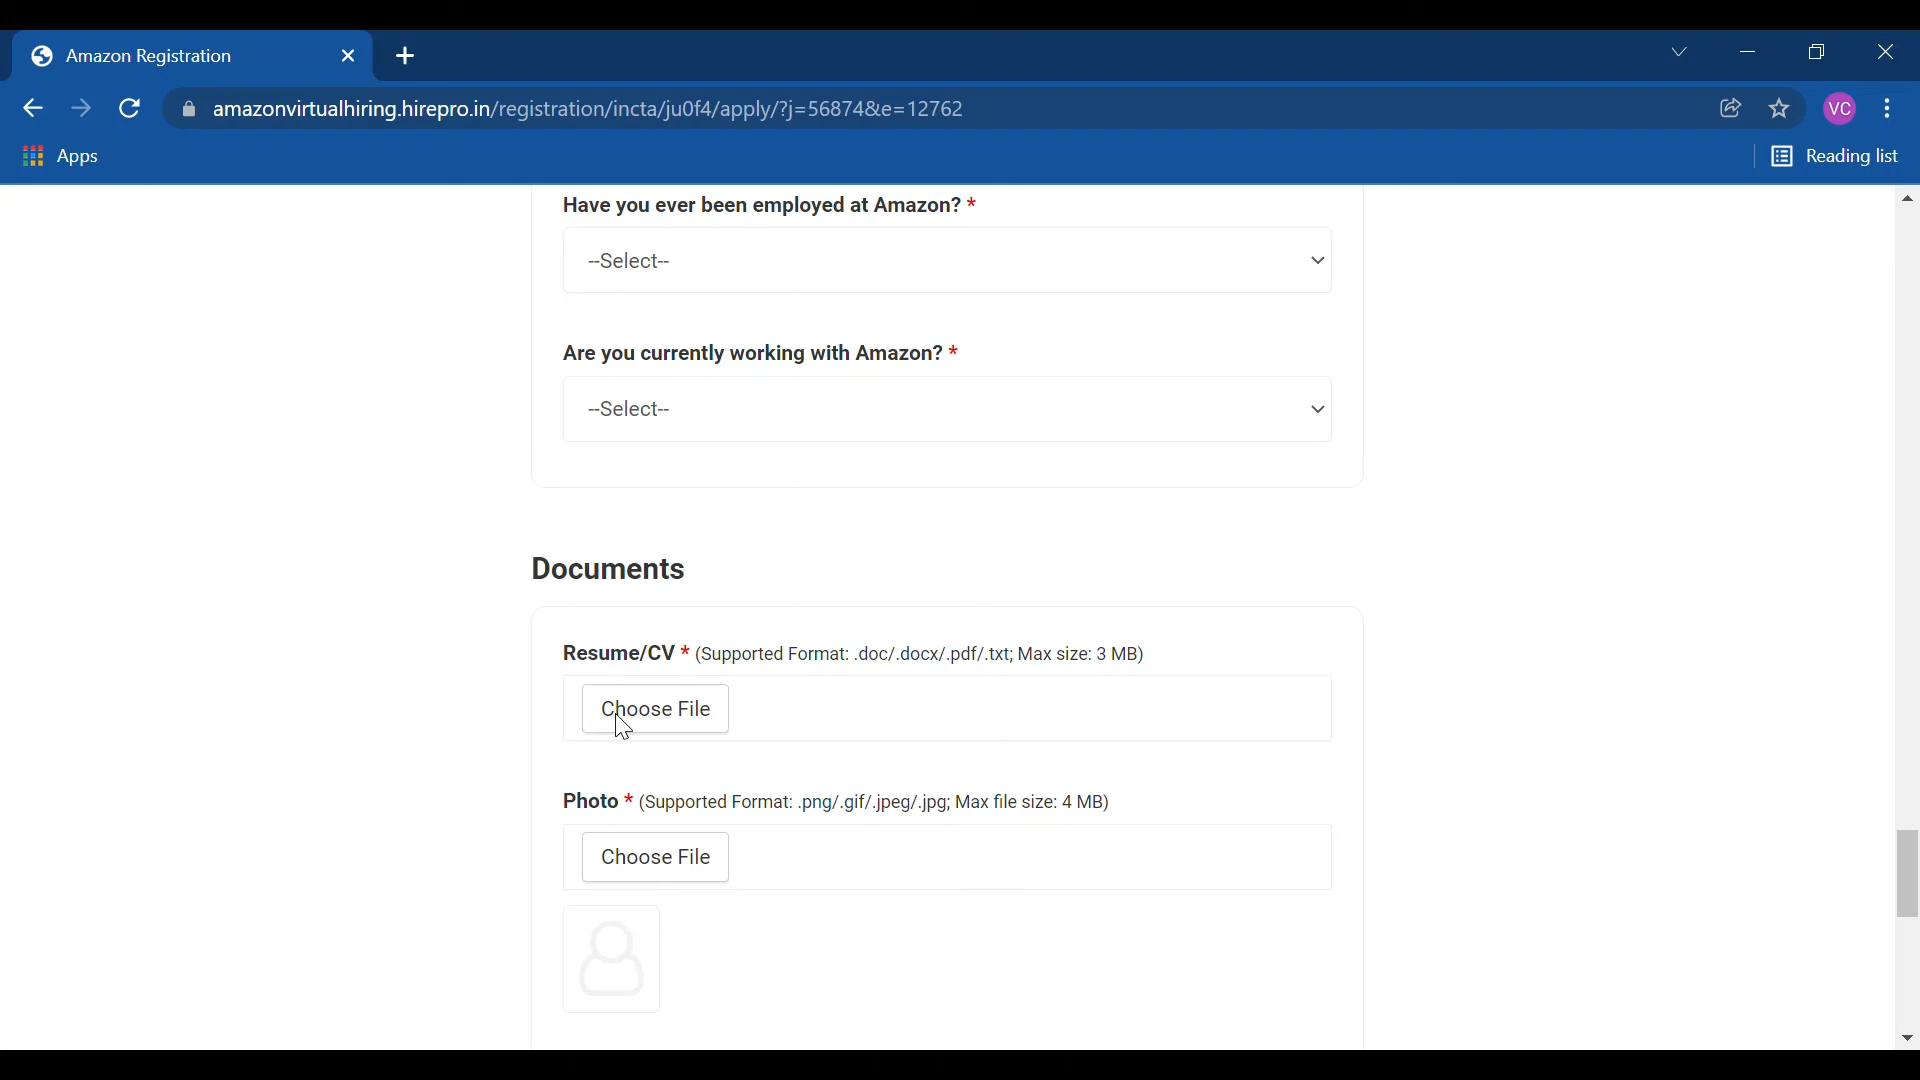 Amazon Registration
amazonvirtualhiring.hirepro.in/registration/incta/ju0f4/apply/?j=56874&e=12762
VC
Apps
Reading list
Have you ever been employed at Amazon? *
--Select--
Are you currently working with Amazon? *
--Select--
Documents
Resume/CV * (Supported Format: .doc/.docx/.pdf/.txt; Max size: 3 MB)
Choose File
Photo * (Supported Format: .png/.gif/.jpeg/.jpg; Max file size: 4 MB)
Choose File